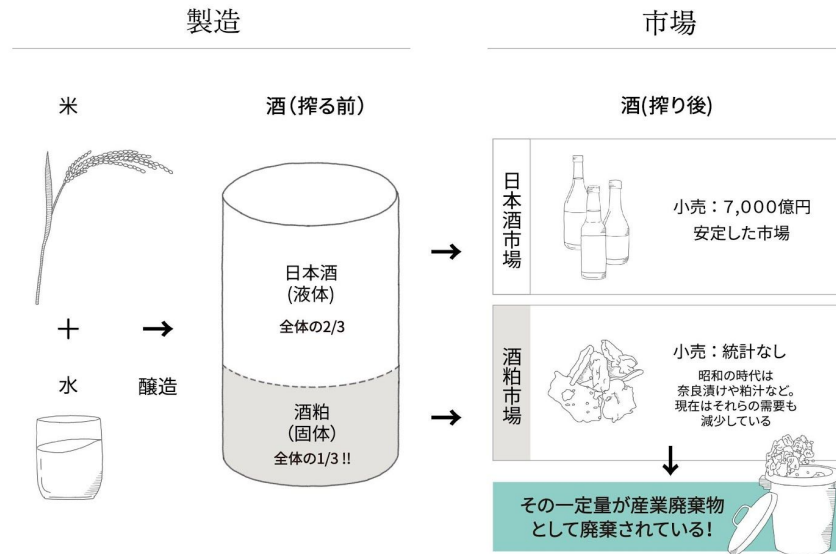 製造
市場
米
酒（搾る前）
酒(搾り後)
＋
水
醸造
日本酒
(液体)
全体の2/3
酒粕
（固体）
全体の1/3!!
日本酒市場
小売：7,000億円
安定した市場
酒粕市場
小売：統計なし
昭和の時代は
奈良漬けや粕汁など。
現在はそれらの需要も
減少している
その一定量が産業廃棄物
として廃棄されている！